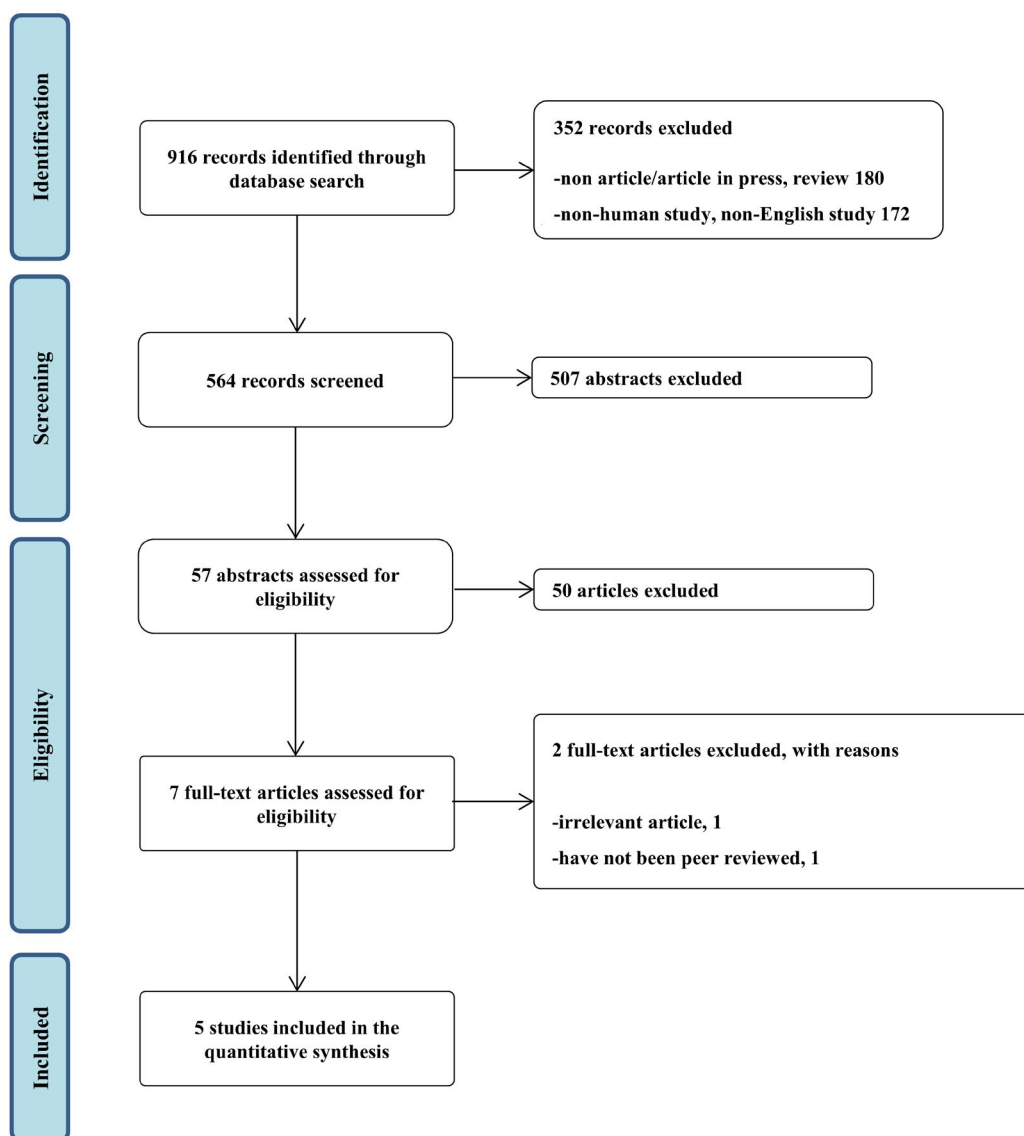 Identification
916 records identified through
database search
352 records excluded
-non article/article in press, review 180
-non-human study, non-English study 172
Screening
564 records screened
507 abstracts excluded
Eligibility
57 abstracts assessed for
eligibility
50 articles excluded
7 full-text articles assessed for
eligibility
2 full-text articles excluded, with reasons
-irrelevant article, 1
-have not been peer reviewed, 1
Included
5 studies included in the
quantitative synthesis